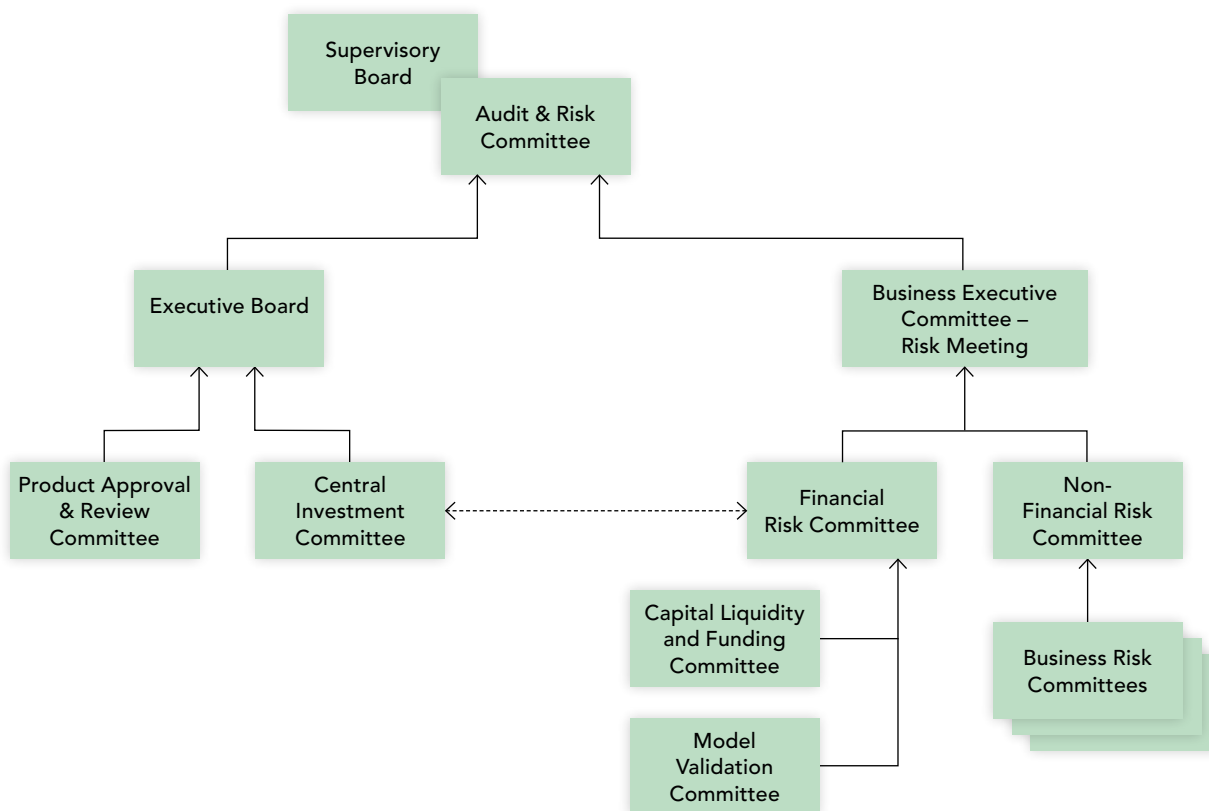 Supervisory
Board
Audit & Risk
Committee
Executive Board
Business Executive
Committee –
Risk Meeting
Product Approval
& Review
Committee
Central
Investment
Committee
Financial
Risk Committee
Non-
Financial Risk
Committee
Capital Liquidity
and Funding
Committee
Business Risk
Committees
Model
Validation
Committee